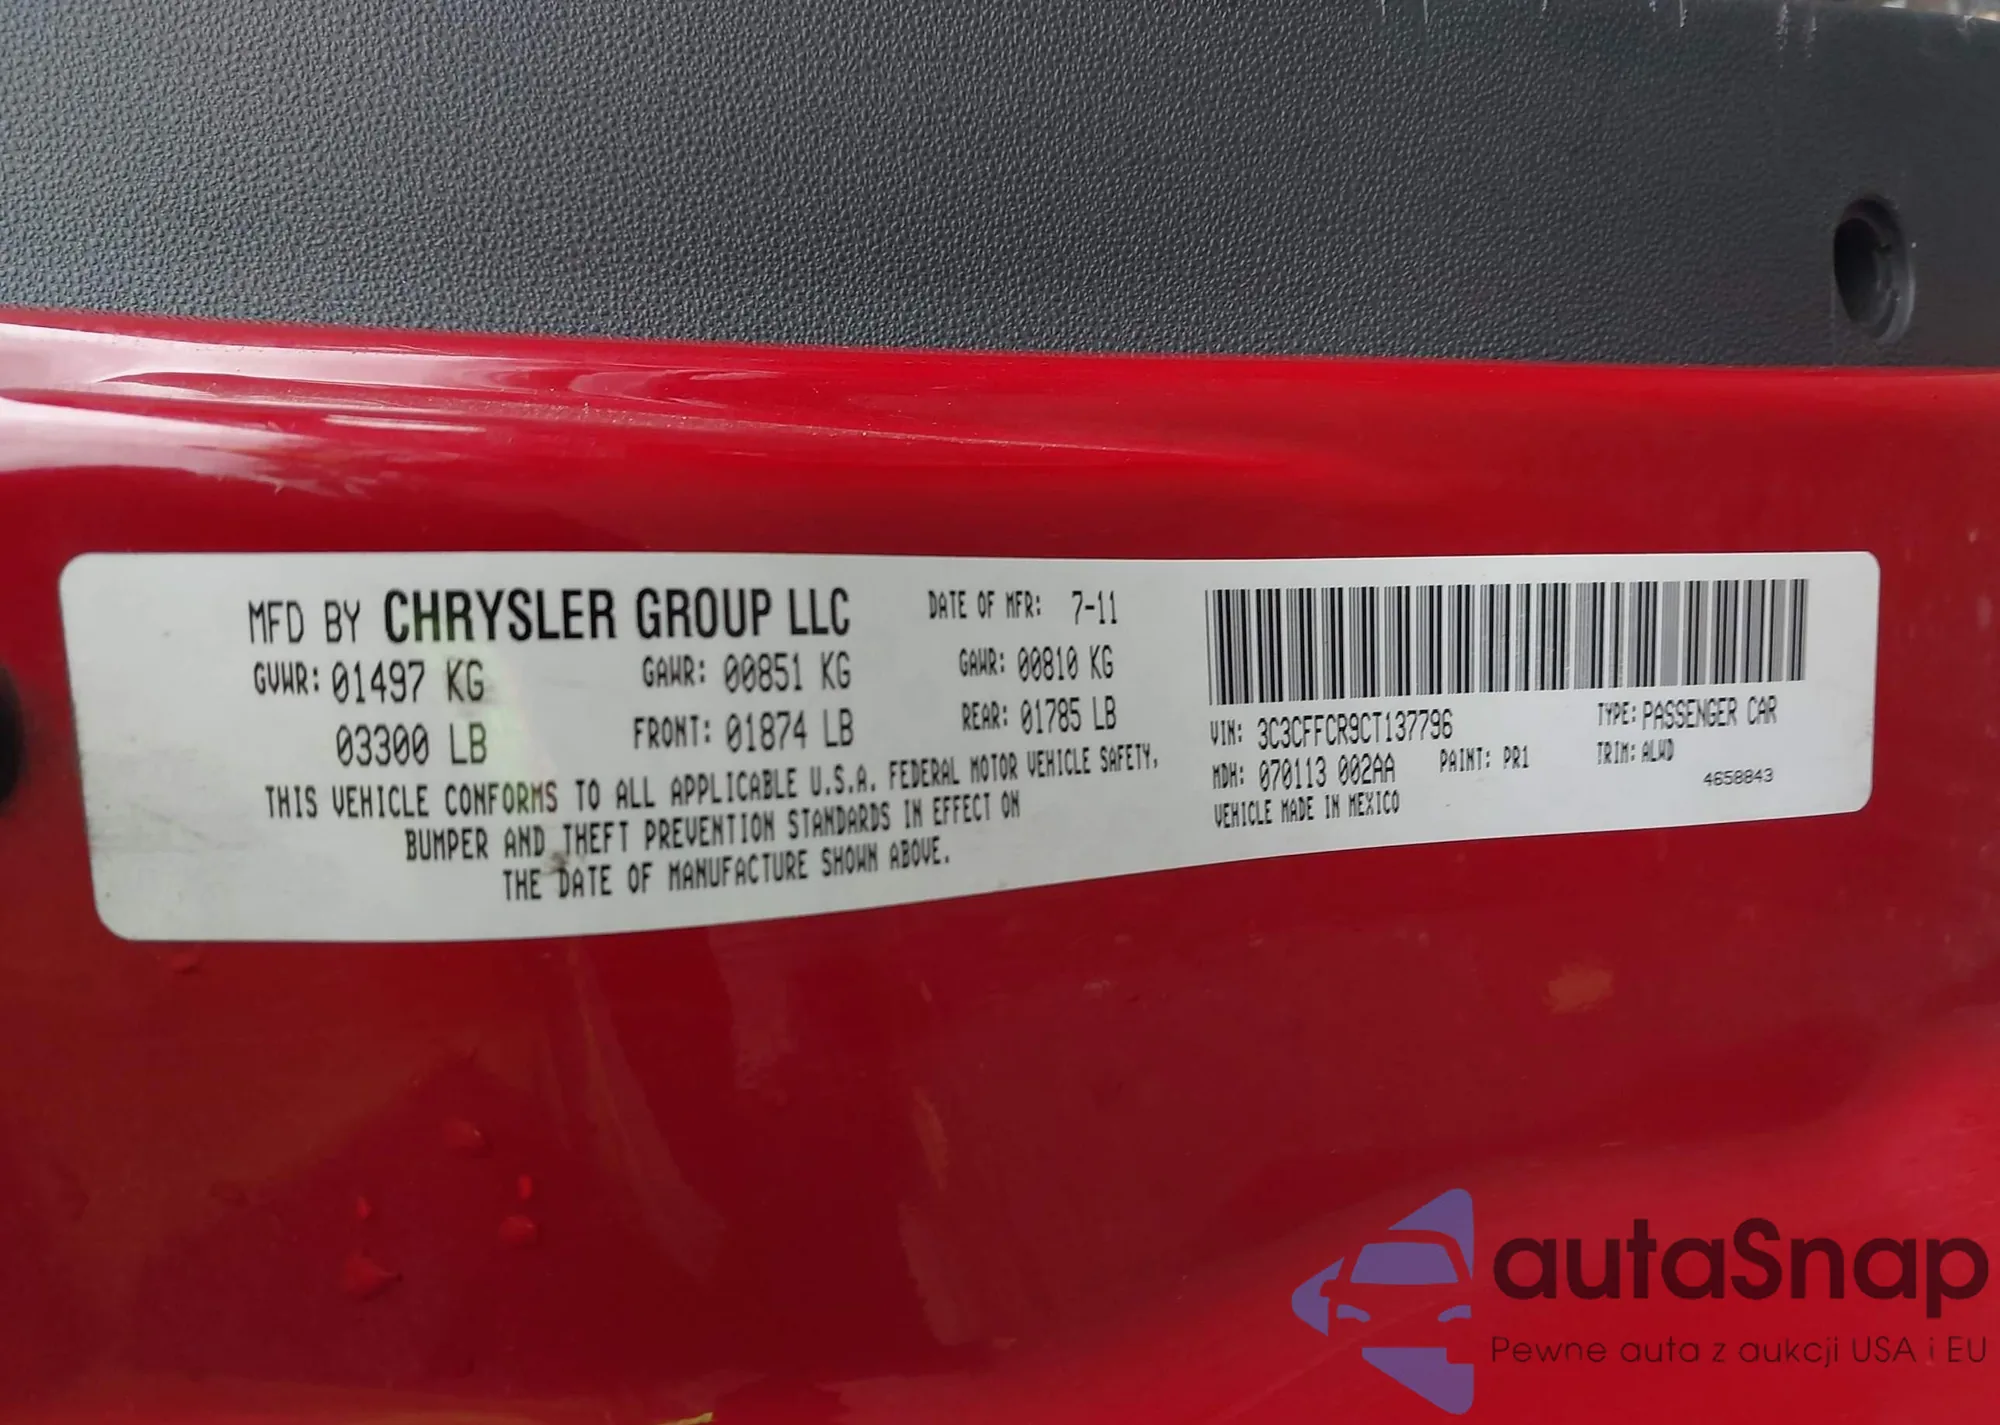 MFD BY CHRYSLER GROUP LLC DATE OF MFR: 7-11
GVWR: 01497 KG GAWR: 00851 KG GAWR: 00810 KG
03300 LB FRONT: 01874 LB REAR: 01785 LB
THIS VEHICLE CONFORMS TO ALL APPLICABLE U.S.A. FEDERAL MOTOR VEHICLE SAFETY,
BUMPER AND THEFT PREVENTION STANDARDS IN EFFECT ON
THE DATE OF MANUFACTURE SHOWN ABOVE.
VIN: 3C3CFFCR9CT137796 TYPE: PASSENGER CAR
MDH: 070113 002AA PAINT: PR1 TRIM: ALWD
VEHICLE MADE IN MEXICO 4658843
autaSnap
Pewne auta z aukcji USA i EU